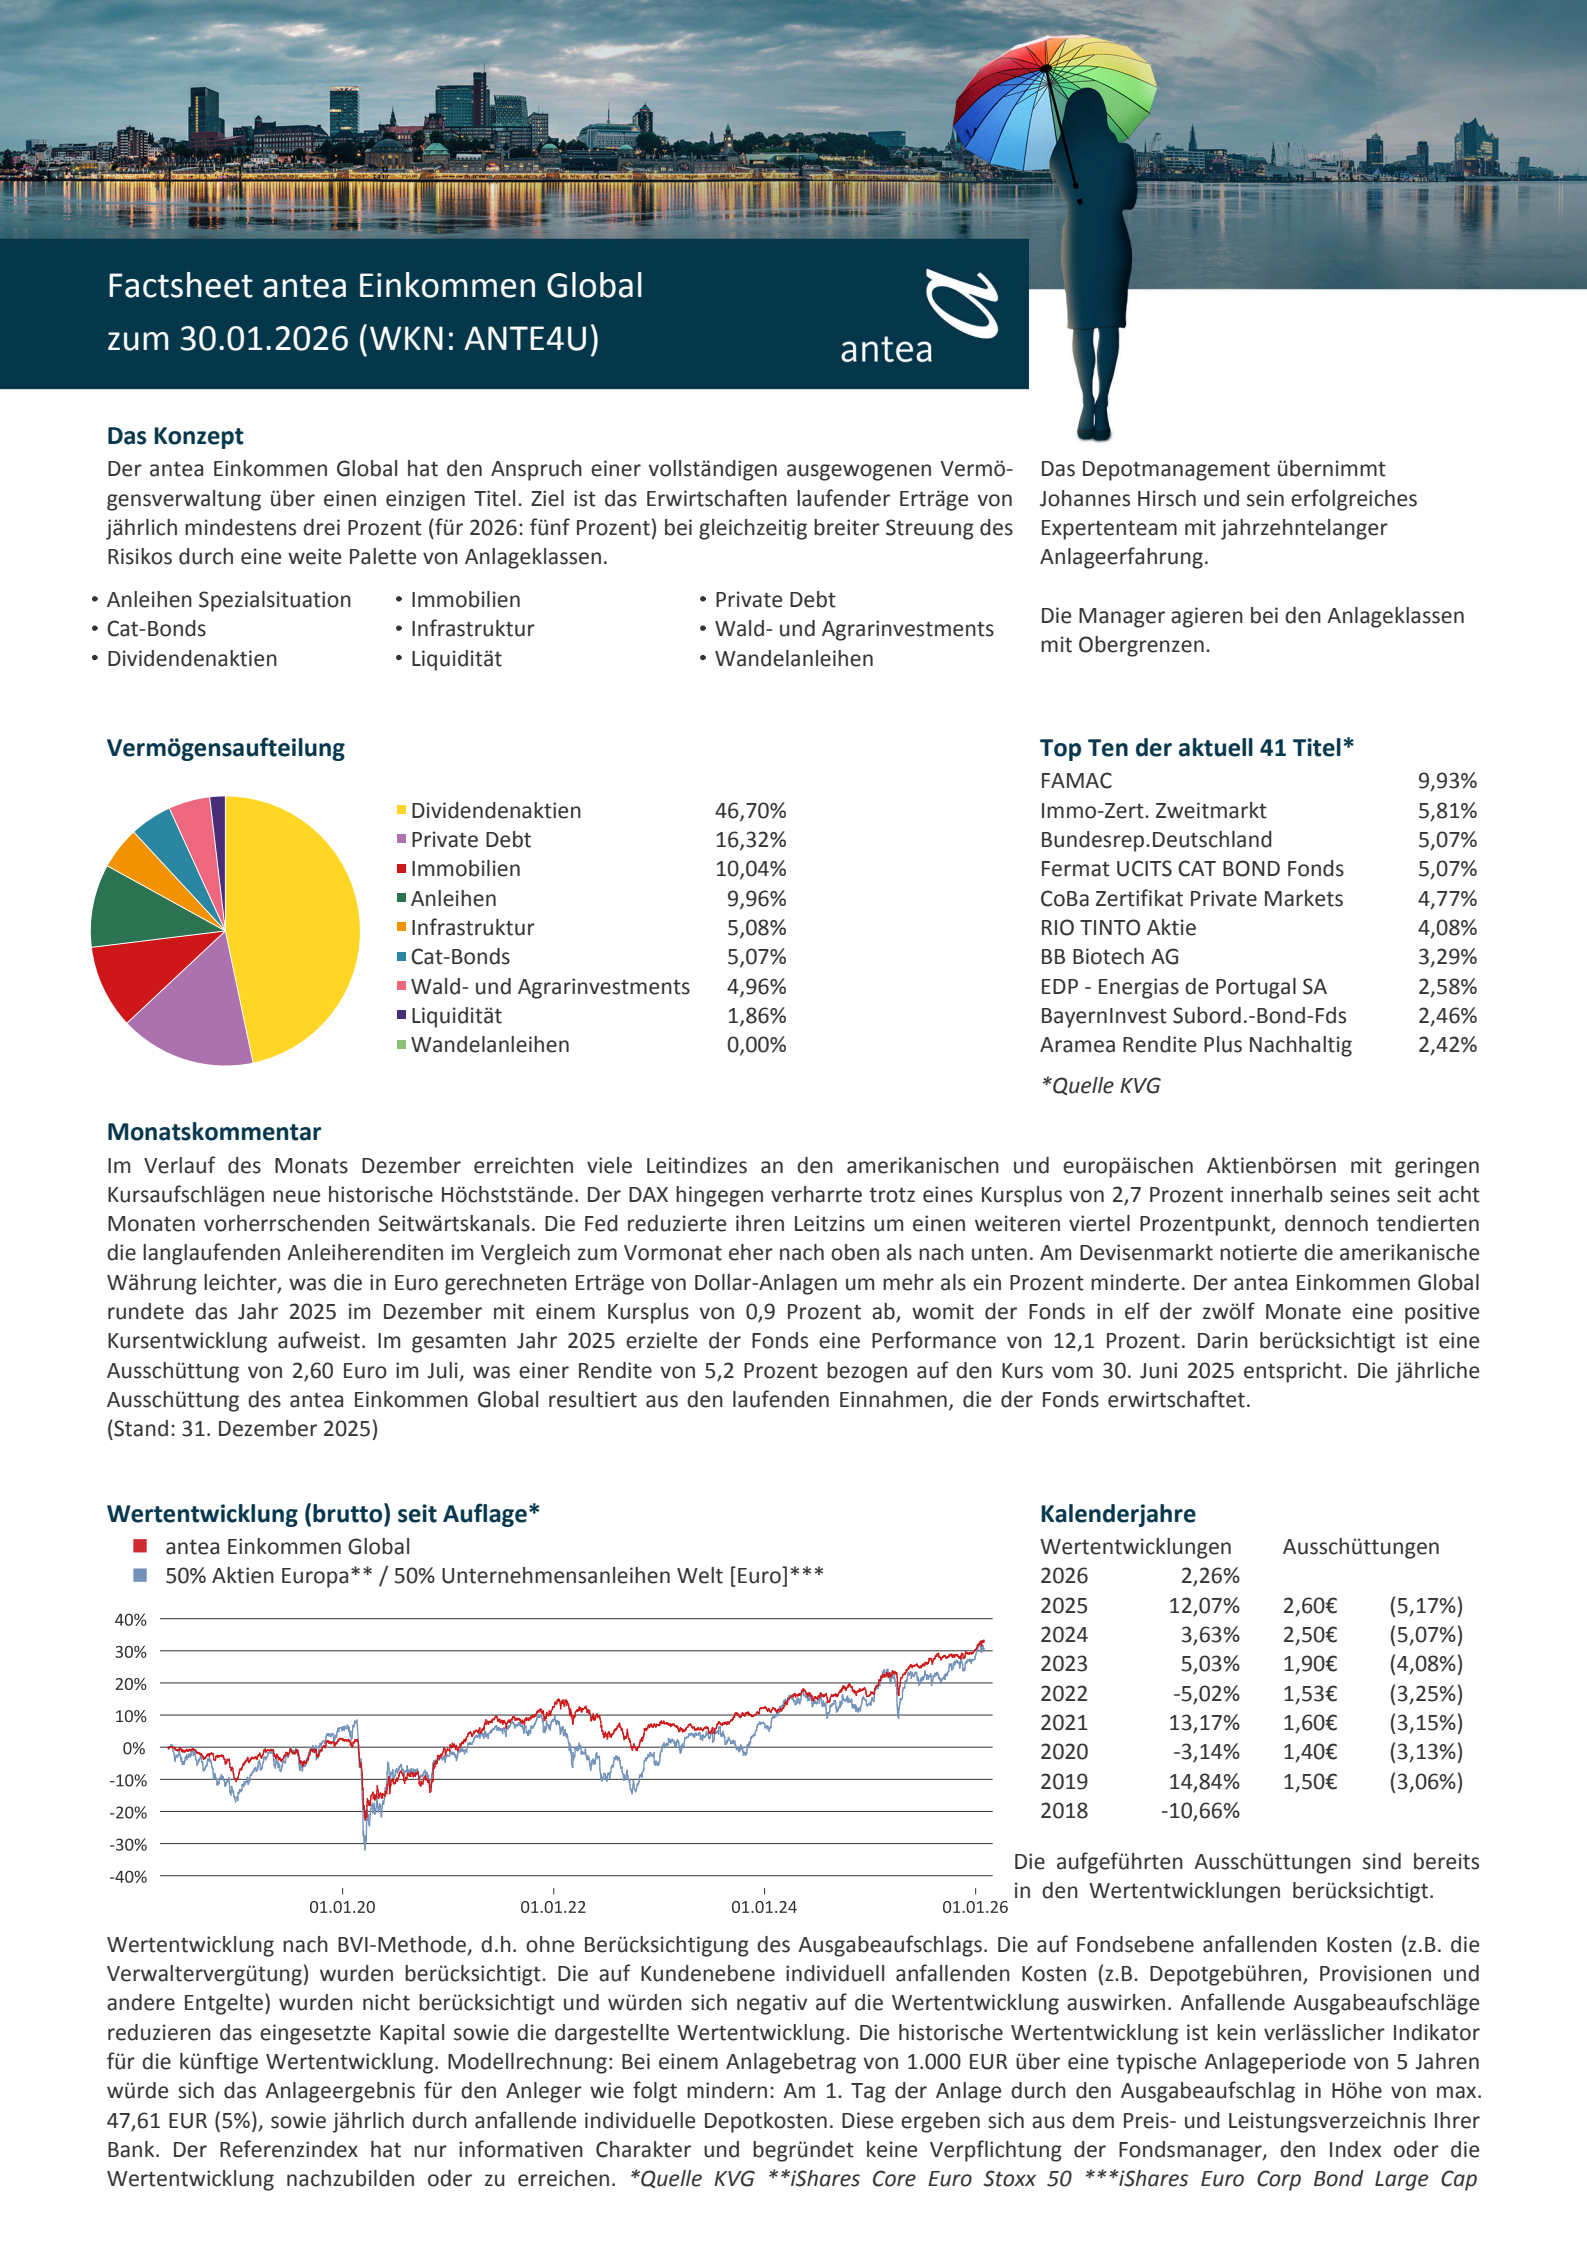 Factsheet antea Einkommen Global
zum 30.01.2026 (WKN: ANTE4U)
antea
Das Konzept
Der antea Einkommen Global hat den Anspruch einer vollständigen ausgewogenen Vermö-
gensverwaltung über einen einzigen Titel. Ziel ist das Erwirtschaften laufender Erträge von
jährlich mindestens drei Prozent (für 2026: fünf Prozent) bei gleichzeitig breiter Streuung des
Risikos durch eine weite Palette von Anlageklassen.
• Anleihen Spezialsituation
• Cat-Bonds
• Dividendenaktien
• Immobilien
• Infrastruktur
• Liquidität
• Private Debt
• Wald- und Agrarinvestments
• Wandelanleihen
Das Depotmanagement übernimmt
Johannes Hirsch und sein erfolgreiches
Expertenteam mit jahrzehntelanger
Anlageerfahrung.
Die Manager agieren bei den Anlageklassen
mit Obergrenzen.
Vermögensaufteilung
Dividendenaktien 46,70%
Private Debt 16,32%
Immobilien 10,04%
Anleihen 9,96%
Infrastruktur 5,08%
Cat-Bonds 5,07%
Wald- und Agrarinvestments 4,96%
Liquidität 1,86%
Wandelanleihen 0,00%
Top Ten der aktuell 41 Titel*
FAMAC 9,93%
Immo-Zert. Zweitmarkt 5,81%
Bundesrep.Deutschland 5,07%
Fermat UCITS CAT BOND Fonds 5,07%
CoBa Zertifikat Private Markets 4,77%
RIO TINTO Aktie 4,08%
BB Biotech AG 3,29%
EDP - Energias de Portugal SA 2,58%
BayernInvest Subord.-Bond-Fds 2,46%
Aramea Rendite Plus Nachhaltig 2,42%
*Quelle KVG
Monatskommentar
Im Verlauf des Monats Dezember erreichten viele Leitindizes an den amerikanischen und europäischen Aktienbörsen mit geringen
Kursaufschlägen neue historische Höchststände. Der DAX hingegen verharrte trotz eines Kursplus von 2,7 Prozent innerhalb seines seit acht
Monaten vorherrschenden Seitwärtskanals. Die Fed reduzierte ihren Leitzins um einen weiteren viertel Prozentpunkt, dennoch tendierten
die langlaufenden Anleiherenditen im Vergleich zum Vormonat eher nach oben als nach unten. Am Devisenmarkt notierte die amerikanische
Währung leichter, was die in Euro gerechneten Erträge von Dollar-Anlagen um mehr als ein Prozent minderte. Der antea Einkommen Global
rundete das Jahr 2025 im Dezember mit einem Kursplus von 0,9 Prozent ab, womit der Fonds in elf der zwölf Monate eine positive
Kursentwicklung aufweist. Im gesamten Jahr 2025 erzielte der Fonds eine Performance von 12,1 Prozent. Darin berücksichtigt ist eine
Ausschüttung von 2,60 Euro im Juli, was einer Rendite von 5,2 Prozent bezogen auf den Kurs vom 30. Juni 2025 entspricht. Die jährliche
Ausschüttung des antea Einkommen Global resultiert aus den laufenden Einnahmen, die der Fonds erwirtschaftet.
(Stand: 31. Dezember 2025)
Wertentwicklung (brutto) seit Auflage*
antea Einkommen Global
50% Aktien Europa** / 50% Unternehmensanleihen Welt [Euro]***
40%
30%
20%
10%
0%
-10%
-20%
-30%
-40%
01.01.20 01.01.22 01.01.24 01.01.26
Kalenderjahre
Wertentwicklungen Ausschüttungen
2026 2,26%
2025 12,07% 2,60€ (5,17%)
2024 3,63% 2,50€ (5,07%)
2023 5,03% 1,90€ (4,08%)
2022 -5,02% 1,53€ (3,25%)
2021 13,17% 1,60€ (3,15%)
2020 -3,14% 1,40€ (3,13%)
2019 14,84% 1,50€ (3,06%)
2018 -10,66%
Die aufgeführten Ausschüttungen sind bereits
in den Wertentwicklungen berücksichtigt.
Wertentwicklung nach BVI-Methode, d.h. ohne Berücksichtigung des Ausgabeaufschlags. Die auf Fondsebene anfallenden Kosten (z.B. die
Verwaltervergütung) wurden berücksichtigt. Die auf Kundenebene individuell anfallenden Kosten (z.B. Depotgebühren, Provisionen und
andere Entgelte) wurden nicht berücksichtigt und würden sich negativ auf die Wertentwicklung auswirken. Anfallende Ausgabeaufschläge
reduzieren das eingesetzte Kapital sowie die dargestellte Wertentwicklung. Die historische Wertentwicklung ist kein verlässlicher Indikator
für die künftige Wertentwicklung. Modellrechnung: Bei einem Anlagebetrag von 1.000 EUR über eine typische Anlageperiode von 5 Jahren
würde sich das Anlageergebnis für den Anleger wie folgt mindern: Am 1. Tag der Anlage durch den Ausgabeaufschlag in Höhe von max.
47,61 EUR (5%), sowie jährlich durch anfallende individuelle Depotkosten. Diese ergeben sich aus dem Preis- und Leistungsverzeichnis Ihrer
Bank. Der Referenzindex hat nur informativen Charakter und begründet keine Verpflichtung der Fondsmanager, den Index oder die
Wertentwicklung nachzubilden oder zu erreichen. *Quelle KVG **iShares Core Euro Stoxx 50 ***iShares Euro Corp Bond Large Cap